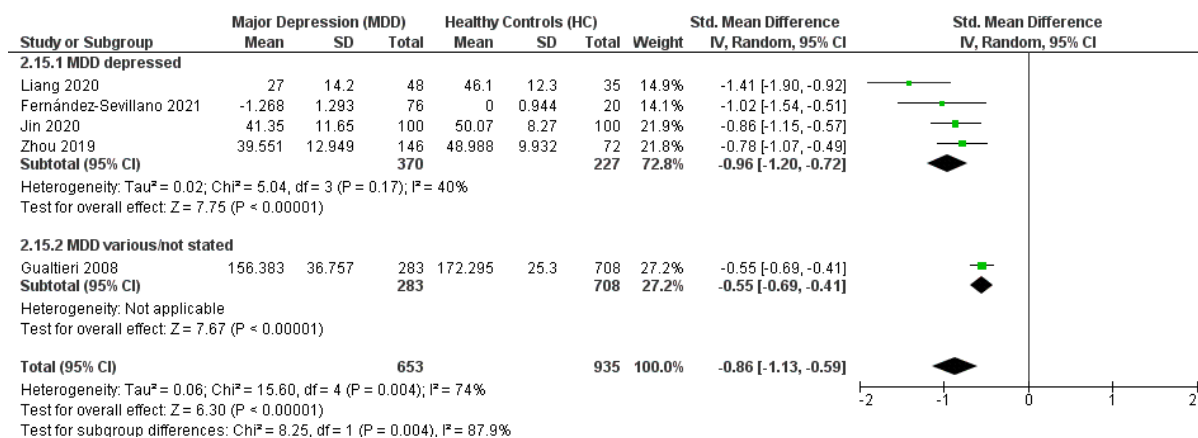 Major Depression (MDD) Healthy Controls (HC) Std. Mean Difference Std. Mean Difference
Study or Subgroup Mean SD Total Mean SD Total Weight IV, Random, 95% CI IV, Random, 95% CI
2.15.1 MDD depressed
Liang 2020 27 14.2 48 46.1 12.3 35 14.9% -1.41 [-1.90, -0.92]
Fernández-Sevillano 2021 -1.268 1.293 76 0 0.944 20 14.1% -1.02 [-1.54, -0.51]
Jin 2020 41.35 11.65 100 50.07 8.27 100 21.9% -0.86 [-1.15, -0.57]
Zhou 2019 39.551 12.949 146 48.988 9.932 72 21.8% -0.78 [-1.07, -0.49]
Subtotal (95% CI) 370 227 72.8% -0.96 [-1.20, -0.72]
Heterogeneity: Tau² = 0.02; Chi² = 5.04, df = 3 (P = 0.17); I² = 40%
Test for overall effect: Z = 7.75 (P < 0.00001)
2.15.2 MDD various/not stated
Gualtieri 2008 156.383 36.757 283 172.295 25.3 708 27.2% -0.55 [-0.69, -0.41]
Subtotal (95% CI) 283 708 27.2% -0.55 [-0.69, -0.41]
Heterogeneity: Not applicable
Test for overall effect: Z = 7.67 (P < 0.00001)
Total (95% CI) 653 935 100.0% -0.86 [-1.13, -0.59]
Heterogeneity: Tau² = 0.06; Chi² = 15.60, df = 4 (P = 0.004); I² = 74%
Test for overall effect: Z = 6.30 (P < 0.00001)
Test for subgroup differences: Chi² = 8.25, df = 1 (P = 0.004), I² = 87.9%
-2 -1 0 1 2